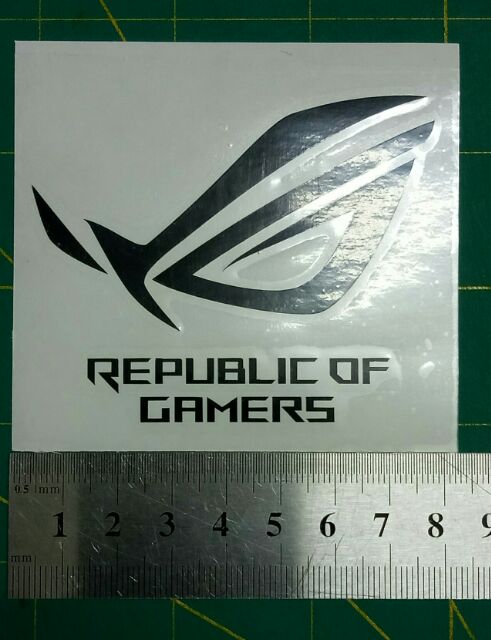 REPUBLIC OF
GAMERS
0.5 mm
1 2 3 4 5 6 7 8 9
mm